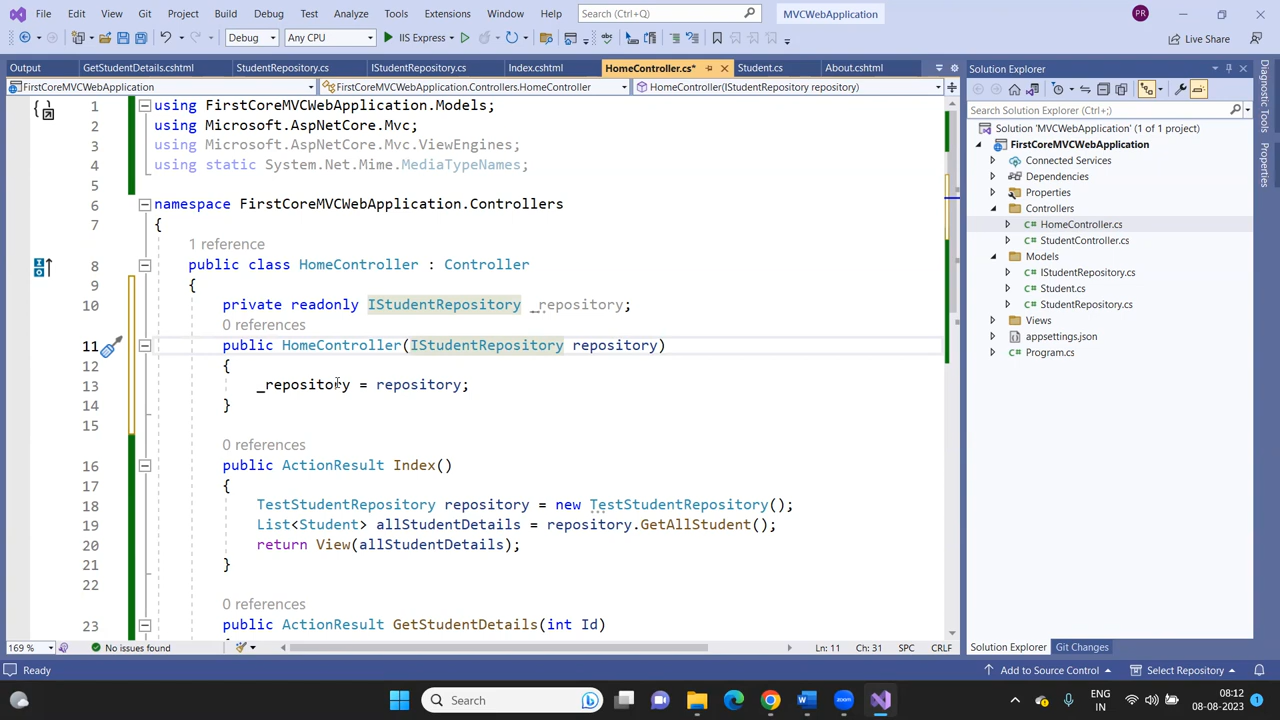 File Edit View Git Project Build Debug Test Analyze Tools Extensions Window Help Search (Ctrl+Q) MVCWebApplication PR
Debug Any CPU IIS Express Live Share
Output GetStudentDetails.cshtml StudentRepository.cs IStudentRepository.cs Index.cshtml HomeController.cs* Student.cs About.cshtml
FirstCoreMVCWebApplication FirstCoreMVCWebApplication.Controllers.HomeController HomeController(IStudentRepository repository)
1 using FirstCoreMVCWebApplication.Models;
2 using Microsoft.AspNetCore.Mvc;
3 using Microsoft.AspNetCore.Mvc.ViewEngines;
4 using static System.Net.Mime.MediaTypeNames;
5
6 namespace FirstCoreMVCWebApplication.Controllers
7 {
1 reference
8 public class HomeController : Controller
9 {
10 private readonly IStudentRepository _repository;
0 references
11 public HomeController(IStudentRepository repository)
12 {
13 _repository = repository;
14 }
15
0 references
16 public ActionResult Index()
17 {
18 TestStudentRepository repository = new TestStudentRepository();
19 List<Student> allStudentDetails = repository.GetAllStudent();
20 return View(allStudentDetails);
21 }
22
0 references
23 public ActionResult GetStudentDetails(int Id)
169 % No issues found Ln: 11 Ch: 31 SPC CRLF
Solution Explorer
Search Solution Explorer (Ctrl+;)
Solution 'MVCWebApplication' (1 of 1 project)
FirstCoreMVCWebApplication
Connected Services
Dependencies
Properties
Controllers
HomeController.cs
StudentController.cs
Models
IStudentRepository.cs
Student.cs
StudentRepository.cs
Views
appsettings.json
Program.cs
Solution Explorer Git Changes
Diagnostic Tools
Properties
Ready Add to Source Control Select Repository
Search ENG IN 08:12 08-08-2023